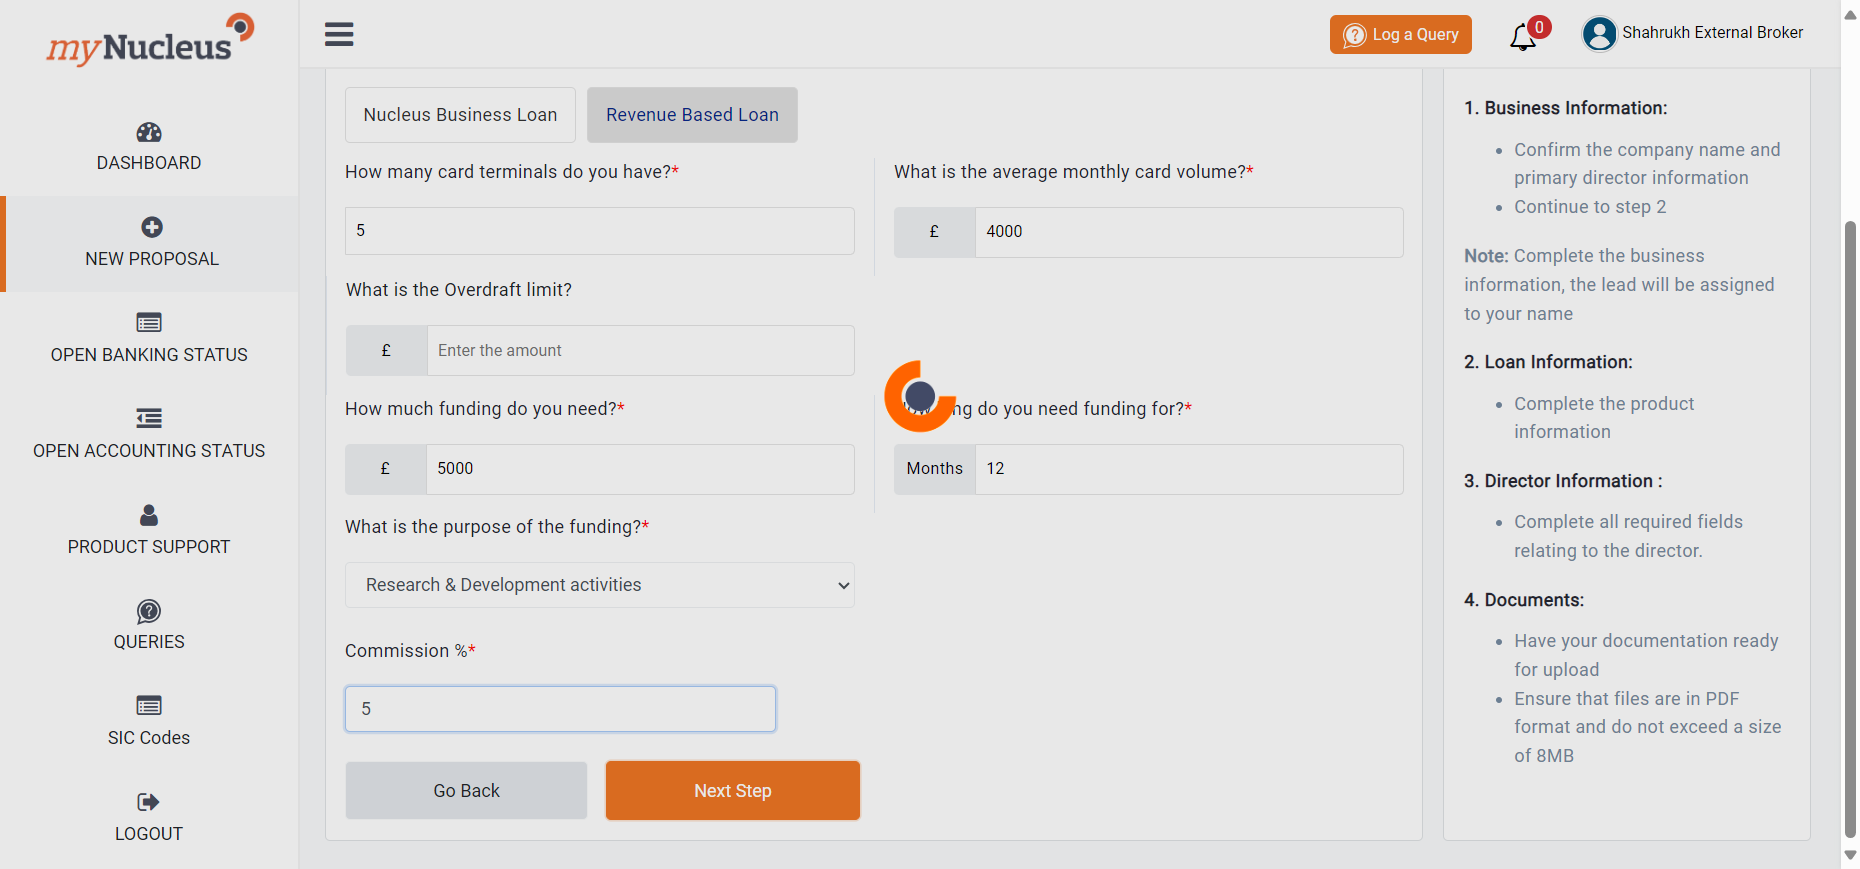 myNucleus
Log a Query
0
Shahrukh External Broker
DASHBOARD
NEW PROPOSAL
OPEN BANKING STATUS
OPEN ACCOUNTING STATUS
PRODUCT SUPPORT
QUERIES
SIC Codes
LOGOUT
Nucleus Business Loan
Revenue Based Loan
How many card terminals do you have?*
5
What is the average monthly card volume?*
£ 4000
What is the Overdraft limit?
£ Enter the amount
How much funding do you need?*
£ 5000
ng do you need funding for?*
Months 12
What is the purpose of the funding?*
Research & Development activities
Commission %*
5
Go Back
Next Step
1. Business Information:
• Confirm the company name and
primary director information
• Continue to step 2
Note: Complete the business
information, the lead will be assigned
to your name
2. Loan Information:
• Complete the product
information
3. Director Information :
• Complete all required fields
relating to the director.
4. Documents:
• Have your documentation ready
for upload
• Ensure that files are in PDF
format and do not exceed a size
of 8MB